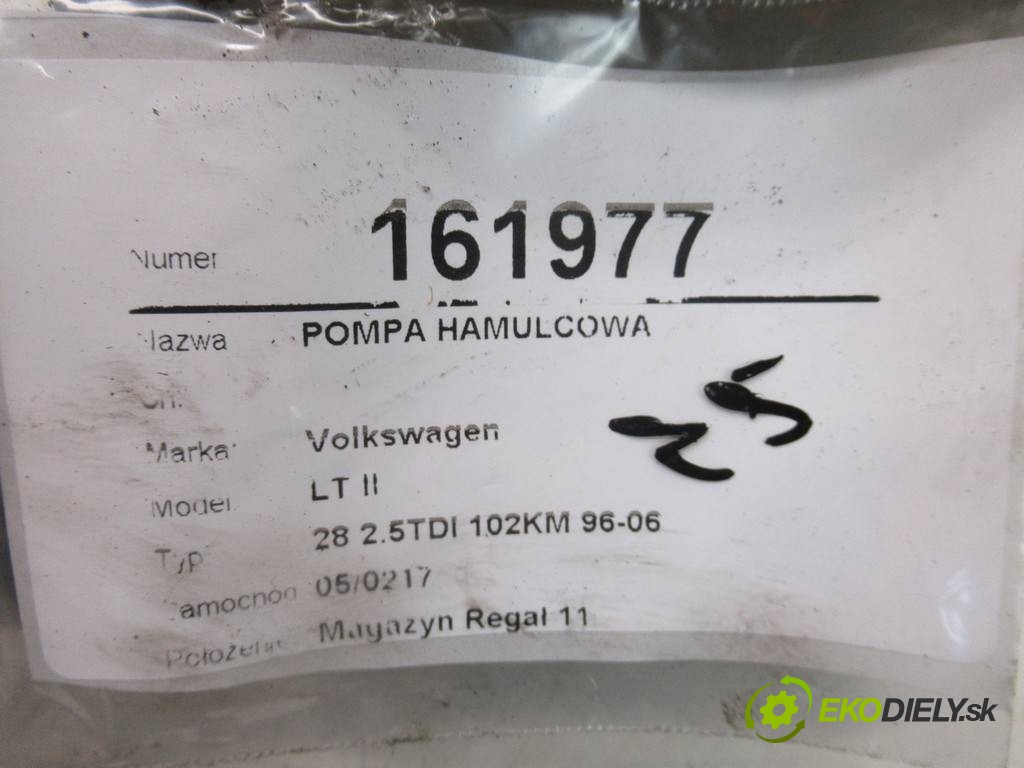 Numer 161977
Nazwa POMPA HAMULCOWA
Marka Volkswagen
Model LT II
Typ 28 2.5TDI 102KM 96-06
Samochód 05/0217
Położenie Magazyn Regał 11
EKODIELY.sk